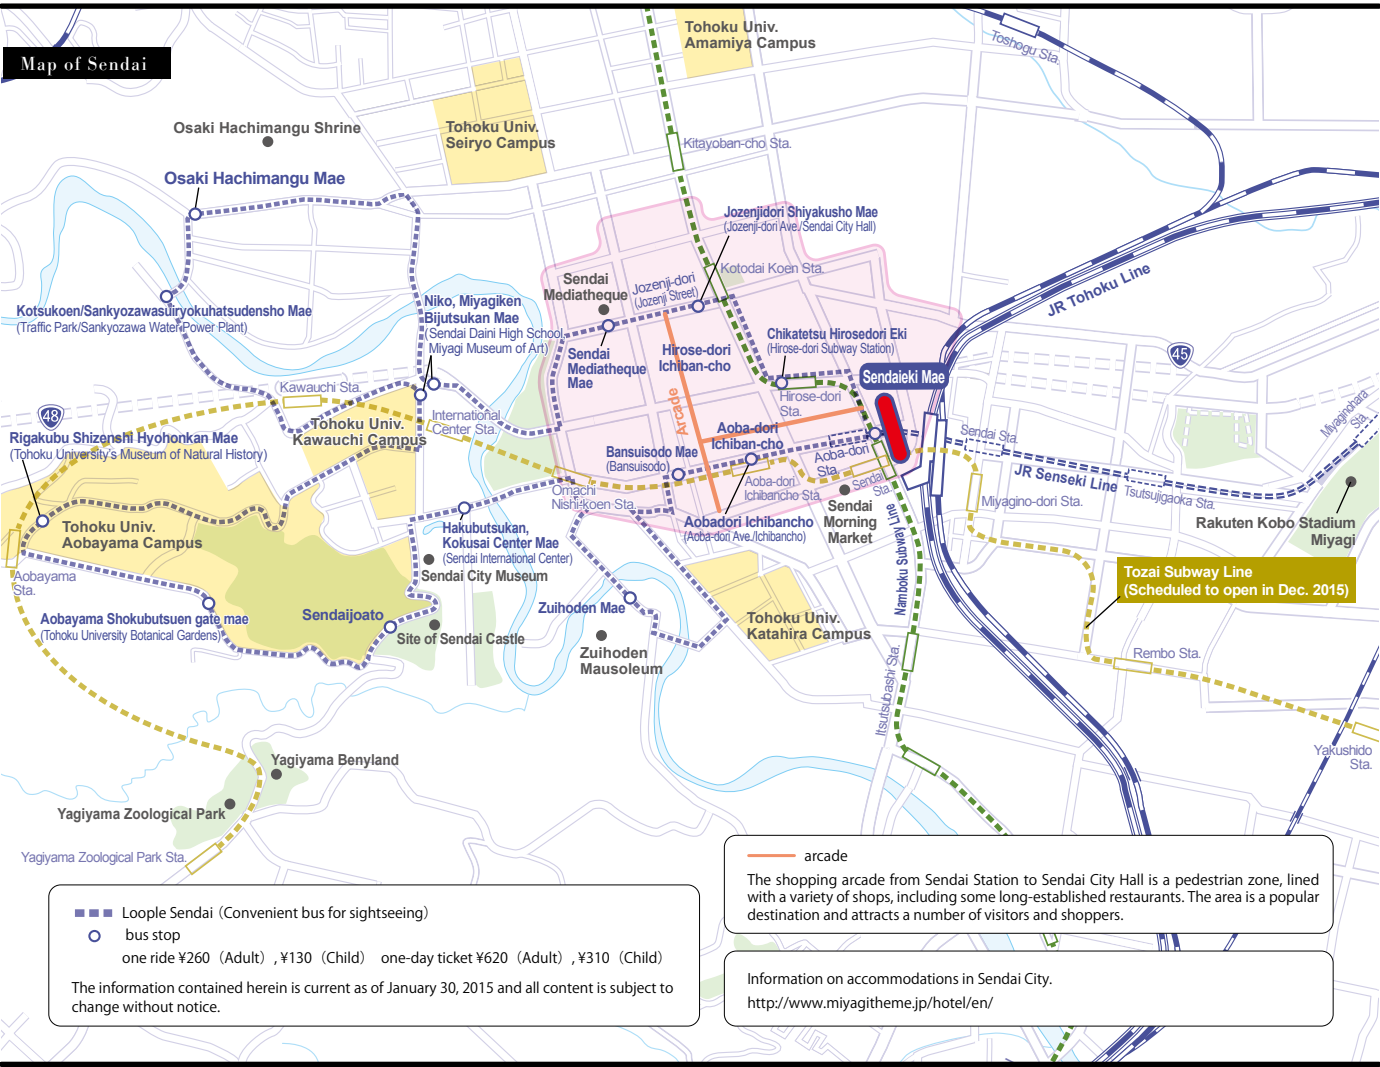 Map of Sendai
Tohoku Univ.
Amamiya Campus
Toshogu Sta.
Osaki Hachimangu Shrine
Tohoku Univ.
Seiryo Campus
Kitayoban-cho Sta.
Osaki Hachimangu Mae
Jozenjidori Shiyakusho Mae
(Jozenji-dori Ave./Sendai City Hall)
Kotodai Koen Sta.
Sendai
Mediatheque
Jozenji-dori
(Jozenji Street)
JR Tohoku Line
Kotsukoen/Sankyozawasuiryokuhatsudensho Mae
(Traffic Park/Sankyozawa Water Power Plant)
Niko, Miyagiken
Bijutsukan Mae
(Sendai Daini High School,
Miyagi Museum of Art)
Sendai
Mediatheque
Mae
Hirose-dori
Ichiban-cho
Chikatetsu Hirosedori Eki
(Hirose-dori Subway Station)
45
Sendaieki Mae
Kawauchi Sta.
Hirose-dori
Sta.
Arcade
48
Tohoku Univ.
Kawauchi Campus
International
Center Sta.
Aoba-dori
Ichiban-cho
Miyaginohara
Sta.
Rigakubu Shizenshi Hyohonkan Mae
(Tohoku University's Museum of Natural History)
Bansuisodo Mae
(Bansuisodo)
Aoba-dori
Sta.
Sendai Sta.
JR Senseki Line
Tsutsujigaoka Sta.
Omachi
Nishi-koen Sta.
Aoba-dori
Ichibancho Sta.
Sendai
Sta.
Miyagino-dori Sta.
Sendai
Morning
Market
Rakuten Kobo Stadium
Miyagi
Tohoku Univ.
Aobayama Campus
Hakubutsukan,
Kokusai Center Mae
(Sendai International Center)
Aobadori Ichibancho
(Aoba-dori Ave./Ichibancho)
Namboku Subway Line
Aobayama
Sta.
Sendai City Museum
Tozai Subway Line
(Scheduled to open in Dec. 2015)
Aobayama Shokubutsuen gate mae
(Tohoku University Botanical Gardens)
Sendaijoato
Site of Sendai Castle
Zuihoden Mae
Zuihoden
Mausoleum
Tohoku Univ.
Katahira Campus
Itsutsubashi Sta.
Rembo Sta.
Yakushido
Sta.
Yagiyama Benyland
Yagiyama Zoological Park
Yagiyama Zoological Park Sta.
Loople Sendai (Convenient bus for sightseeing)
bus stop
one ride ¥260 (Adult) , ¥130 (Child) one-day ticket ¥620 (Adult) , ¥310 (Child)
The information contained herein is current as of January 30, 2015 and all content is subject to
change without notice.
arcade
The shopping arcade from Sendai Station to Sendai City Hall is a pedestrian zone, lined
with a variety of shops, including some long-established restaurants. The area is a popular
destination and attracts a number of visitors and shoppers.
Information on accommodations in Sendai City.
http://www.miyagitheme.jp/hotel/en/